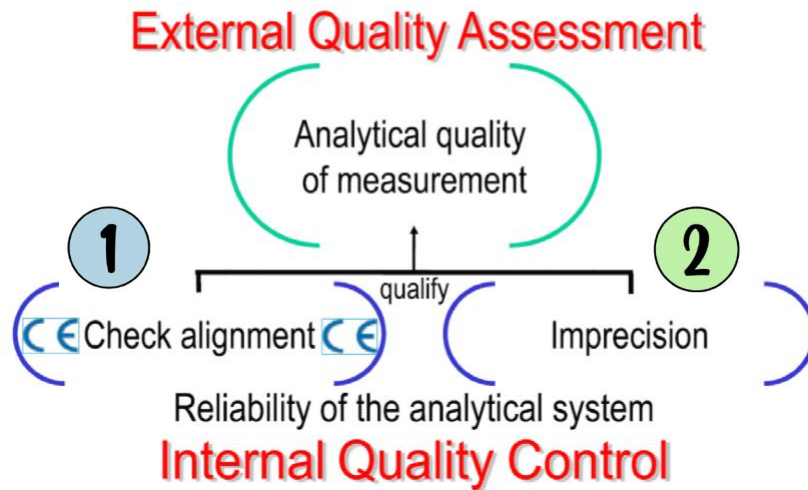 External Quality Assessment
Analytical quality
of measurement
1
2
qualify
CE Check alignment CE
Imprecision
Reliability of the analytical system
Internal Quality Control